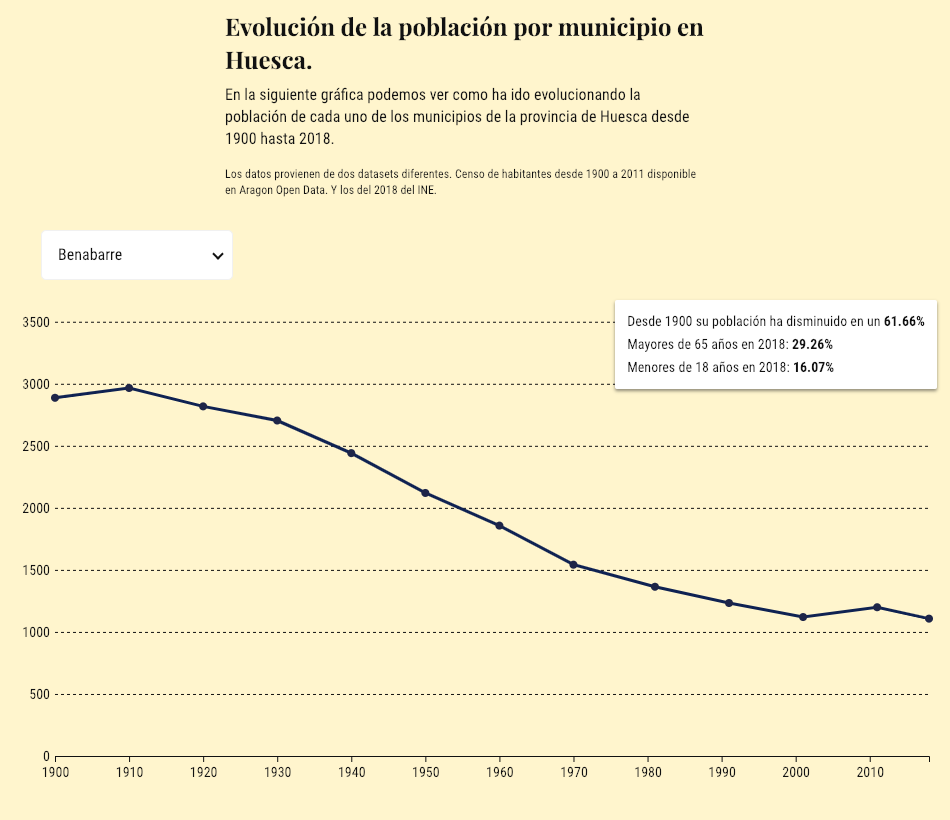 Evolución de la población por municipio en
Huesca.
En la siguiente gráfica podemos ver como ha ido evolucionando la
población de cada uno de los municipios de la provincia de Huesca desde
1900 hasta 2018.
Los datos provienen de dos datasets diferentes. Censo de habitantes desde 1900 a 2011 disponible
en Aragon Open Data. Y los del 2018 del INE.
Benabarre
Desde 1900 su población ha disminuido en un 61.66%
Mayores de 65 años en 2018: 29.26%
Menores de 18 años en 2018: 16.07%
3500
3000
2500
2000
1500
1000
500
0
1900 1910 1920 1930 1940 1950 1960 1970 1980 1990 2000 2010